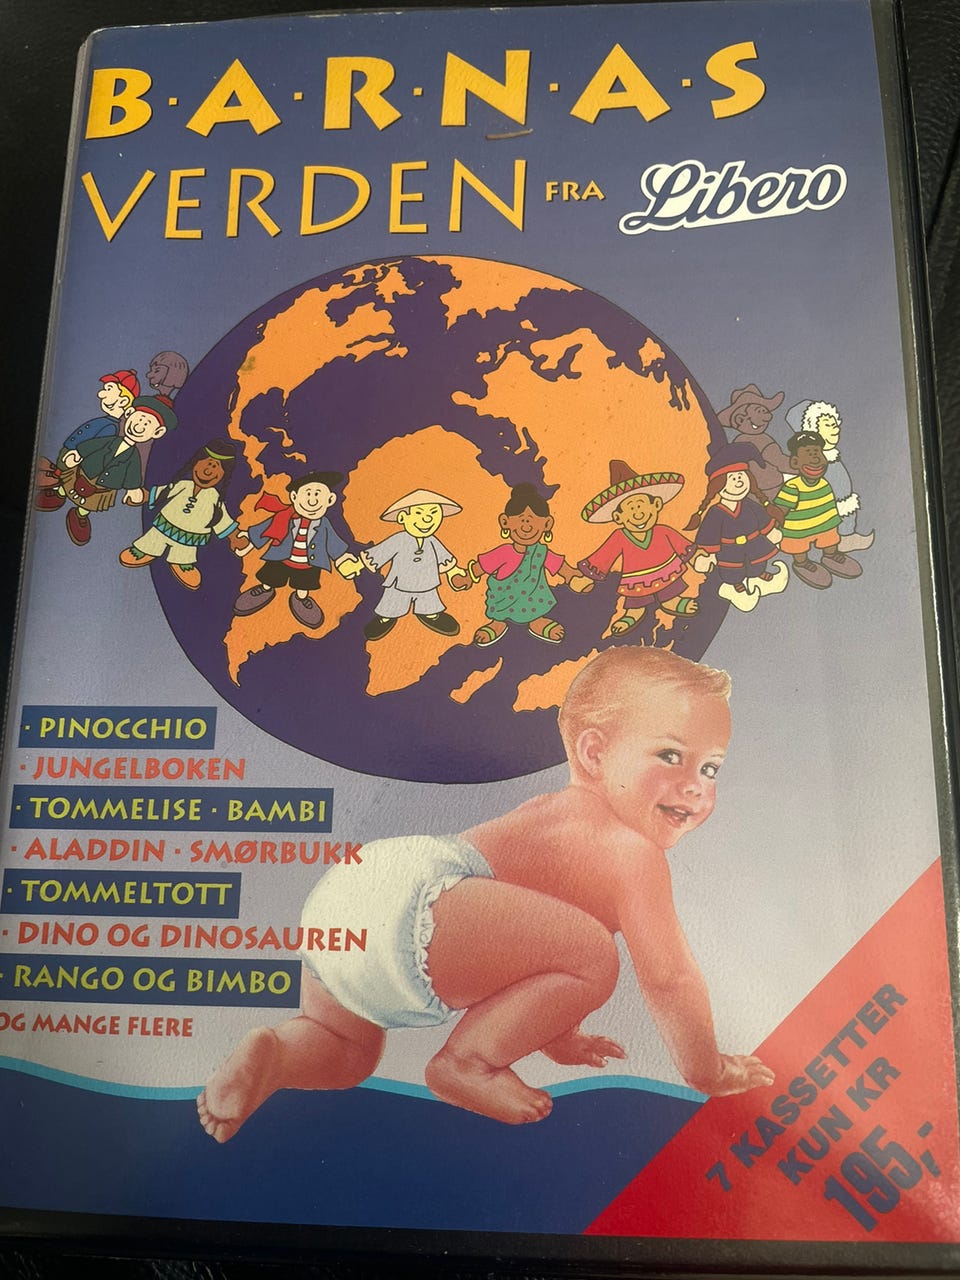 B·A·R·N·A·S
VERDEN FRA Libero
· PINOCCHIO
· JUNGELBOKEN
· TOMMELISE · BAMBI
· ALADDIN · SMØRBUKK
· TOMMELTOTT
· DINO OG DINOSAUREN
· RANGO OG BIMBO
OG MANGE FLERE
7 KASSETTER
KUN KR
195,-